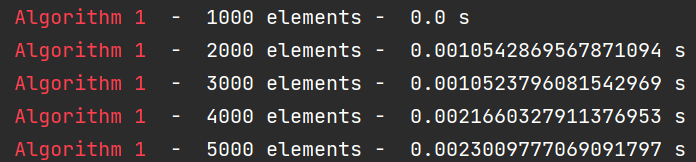 Algorithm 1  -  1000 elements -  0.0 s
Algorithm 1  -  2000 elements -  0.0010542869567871094 s
Algorithm 1  -  3000 elements -  0.0010523796081542969 s
Algorithm 1  -  4000 elements -  0.0021660327911376953 s
Algorithm 1  -  5000 elements -  0.0023009777069091797 s